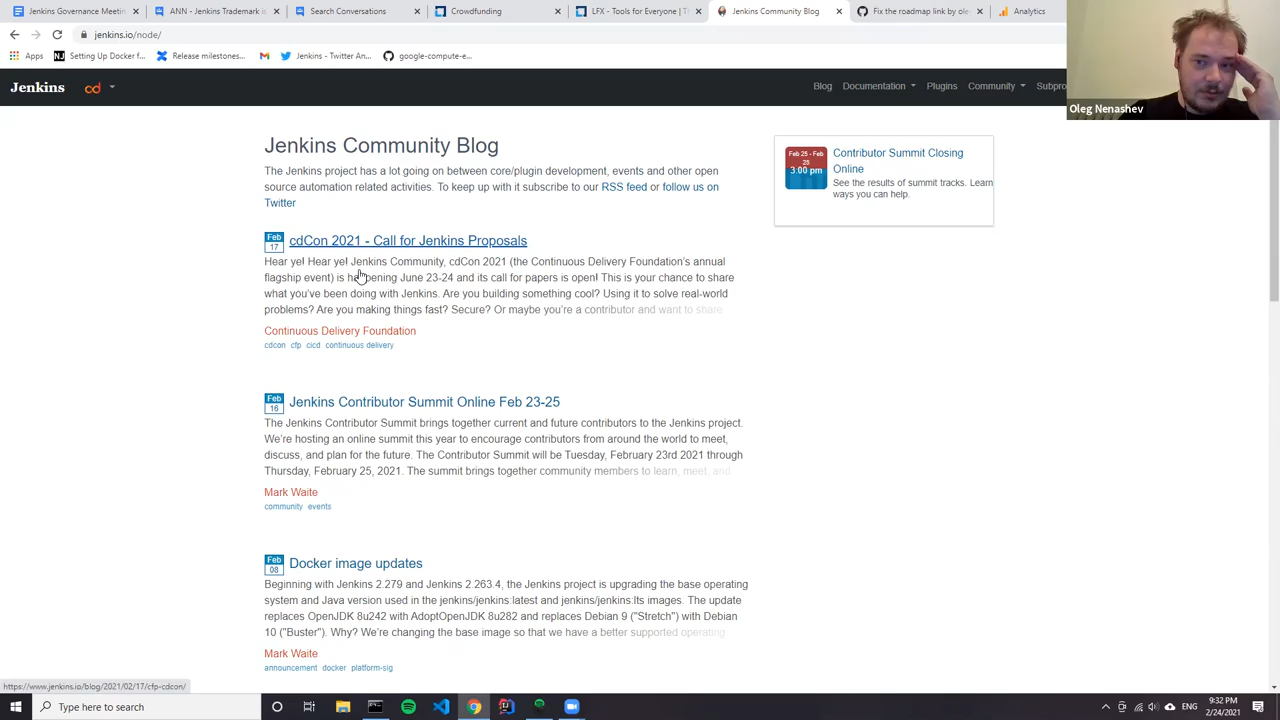 Jenkins Governance Meeti
ANN - Jenkins Trademark is
Search Conversations
Crowdfunding
LFX - Tools for Everyone | Th
Jenkins Community Blog
Fix the roadmap link by ole
Analytics
jenkins.io/node/
Apps
Setting Up Docker f...
Release milestones...
Jenkins - Twitter An...
google-compute-e...
Jenkins
cd
Blog
Documentation
Plugins
Community
Subpro
Oleg Nenashev
Jenkins Community Blog
The Jenkins project has a lot going on between core/plugin development, events and other open
source automation related activities. To keep up with it subscribe to our RSS feed or follow us on
Twitter
Feb 25 - Feb
25
3:00 pm
Contributor Summit Closing
Online
See the results of summit tracks. Learn
ways you can help.
Feb
17
cdCon 2021 - Call for Jenkins Proposals
Hear ye! Hear ye! Jenkins Community, cdCon 2021 (the Continuous Delivery Foundation's annual
flagship event) is happening June 23-24 and its call for papers is open! This is your chance to share
what you've been doing with Jenkins. Are you building something cool? Using it to solve real-world
problems? Are you making things fast? Secure? Or maybe you're a contributor and want to share
Continuous Delivery Foundation
cdcon cfp cicd continuous delivery
Feb
16
Jenkins Contributor Summit Online Feb 23-25
The Jenkins Contributor Summit brings together current and future contributors to the Jenkins project.
We're hosting an online summit this year to encourage contributors from around the world to meet,
discuss, and plan for the future. The Contributor Summit will be Tuesday, February 23rd 2021 through
Thursday, February 25, 2021. The summit brings together community members to learn, meet, and
Mark Waite
community events
Feb
08
Docker image updates
Beginning with Jenkins 2.279 and Jenkins 2.263.4, the Jenkins project is upgrading the base operating
system and Java version used in the jenkins/jenkins:latest and jenkins/jenkins:lts images. The update
replaces OpenJDK 8u242 with AdoptOpenJDK 8u282 and replaces Debian 9 ("Stretch") with Debian
10 ("Buster"). Why? We're changing the base image so that we have a better supported operating
Mark Waite
announcement docker platform-sig
https://www.jenkins.io/blog/2021/02/17/cfp-cdcon/
Type here to search
ENG
9:32 PM
2/24/2021